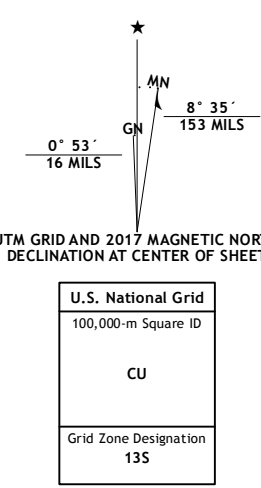 ★
MN
8° 35´
153 MILS
GN
0° 53´
16 MILS
UTM GRID AND 2017 MAGNETIC NORT
DECLINATION AT CENTER OF SHEET
U.S. National Grid
100,000-m Square ID
CU
Grid Zone Designation
13S